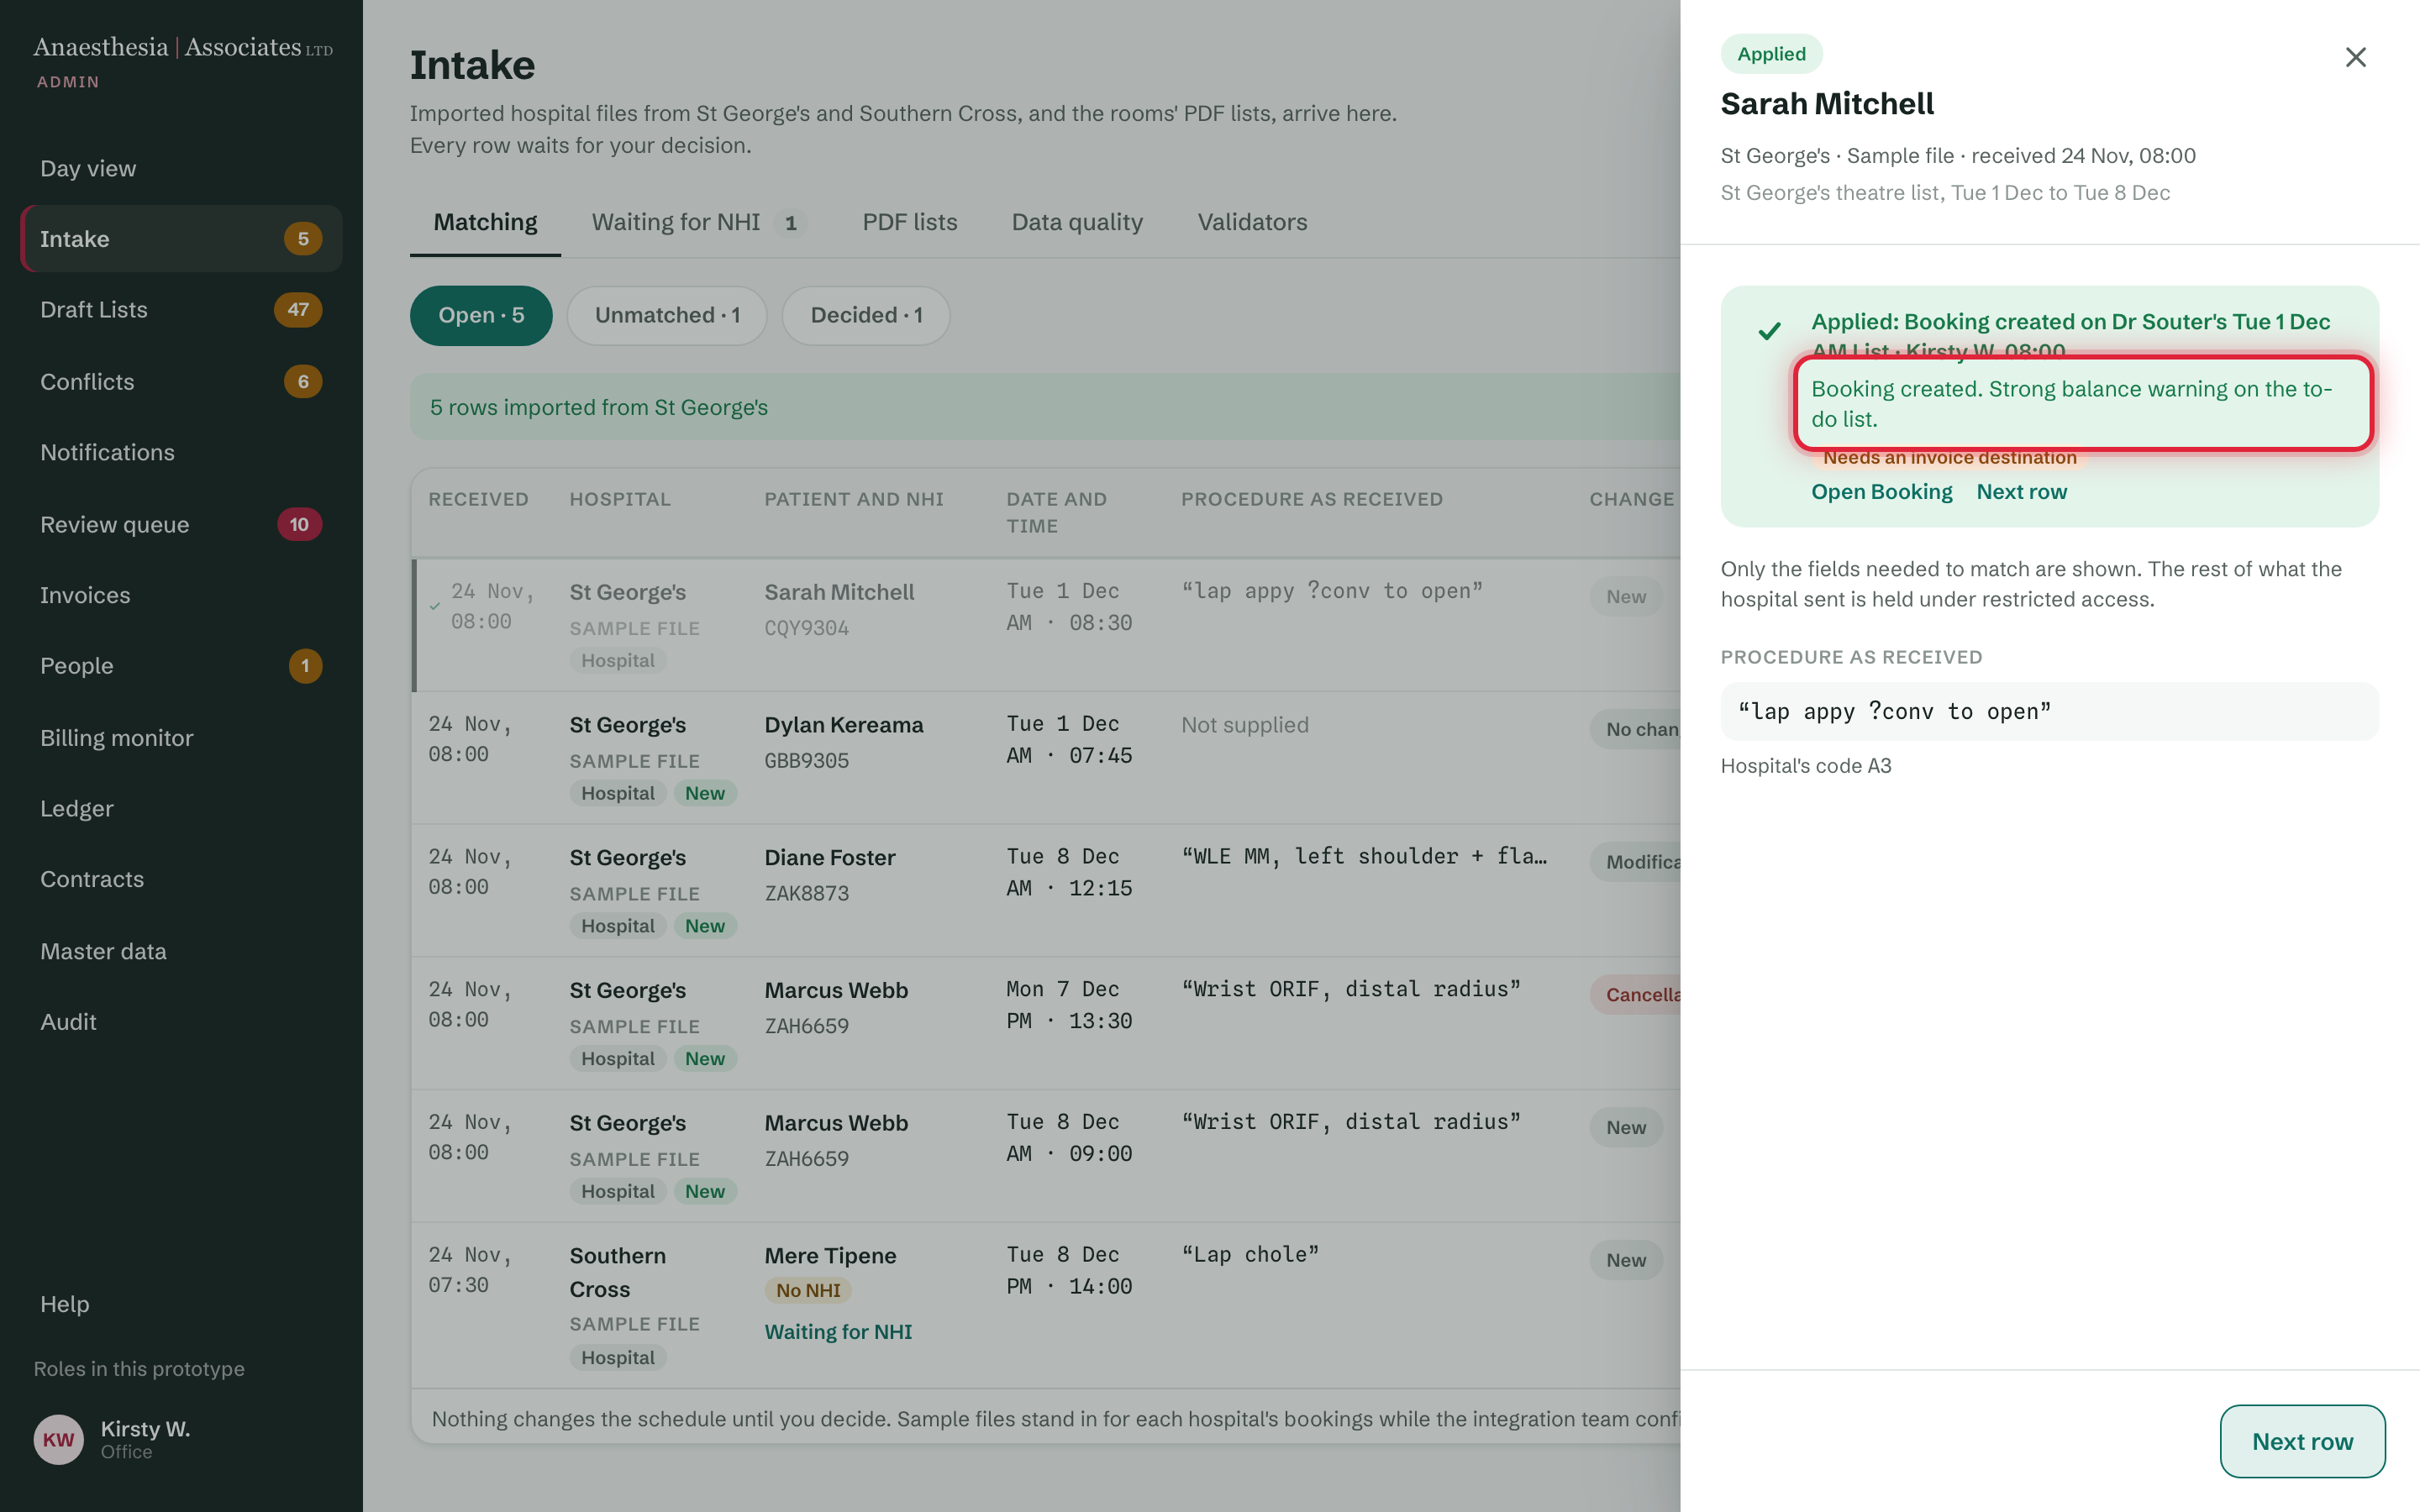 Anaesthesia | Associates LTD
ADMIN
Day view
Intake 5
Draft Lists 47
Conflicts 6
Notifications
Review queue 10
Invoices
People 1
Billing monitor
Ledger
Contracts
Master data
Audit
Help
Roles in this prototype
KW
Kirsty W.
Office
Intake
Imported hospital files from St George's and Southern Cross, and the rooms' PDF lists, arrive here.
Every row waits for your decision.
Matching Waiting for NHI 1 PDF lists Data quality Validators
Open · 5 Unmatched · 1 Decided · 1
5 rows imported from St George's
RECEIVED HOSPITAL PATIENT AND NHI DATE AND TIME PROCEDURE AS RECEIVED CHANGE
24 Nov, St George's Sarah Mitchell Tue 1 Dec “lap appy ?conv to open” New
08:00 SAMPLE FILE CQY9304 AM · 08:30
Hospital
24 Nov, St George's Dylan Kereama Tue 1 Dec Not supplied No chan
08:00 SAMPLE FILE GBB9305 AM · 07:45
Hospital New
24 Nov, St George's Diane Foster Tue 8 Dec “WLE MM, left shoulder + fla… Modifica
08:00 SAMPLE FILE ZAK8873 AM · 12:15
Hospital New
24 Nov, St George's Marcus Webb Mon 7 Dec “Wrist ORIF, distal radius” Cancella
08:00 SAMPLE FILE ZAH6659 PM · 13:30
Hospital New
24 Nov, St George's Marcus Webb Tue 8 Dec “Wrist ORIF, distal radius” New
08:00 SAMPLE FILE ZAH6659 AM · 09:00
Hospital New
24 Nov, Southern Mere Tipene Tue 8 Dec “Lap chole” New
07:30 Cross No NHI PM · 14:00
SAMPLE FILE Waiting for NHI
Hospital
Nothing changes the schedule until you decide. Sample files stand in for each hospital's bookings while the integration team confi
Applied
Sarah Mitchell
St George's · Sample file · received 24 Nov, 08:00
St George's theatre list, Tue 1 Dec to Tue 8 Dec
Applied: Booking created on Dr Souter's Tue 1 Dec
AM List · Kirsty W, 08:00
Booking created. Strong balance warning on the to-
do list.
Needs an invoice destination
Open Booking Next row
Only the fields needed to match are shown. The rest of what the
hospital sent is held under restricted access.
PROCEDURE AS RECEIVED
“lap appy ?conv to open”
Hospital's code A3
Next row